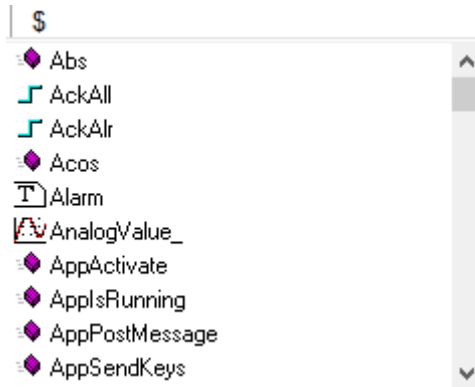 $
Abs
AckAll
AckAlr
Acos
T Alarm
AnalogValue_
AppActivate
AppIsRunning
AppPostMessage
AppSendKeys